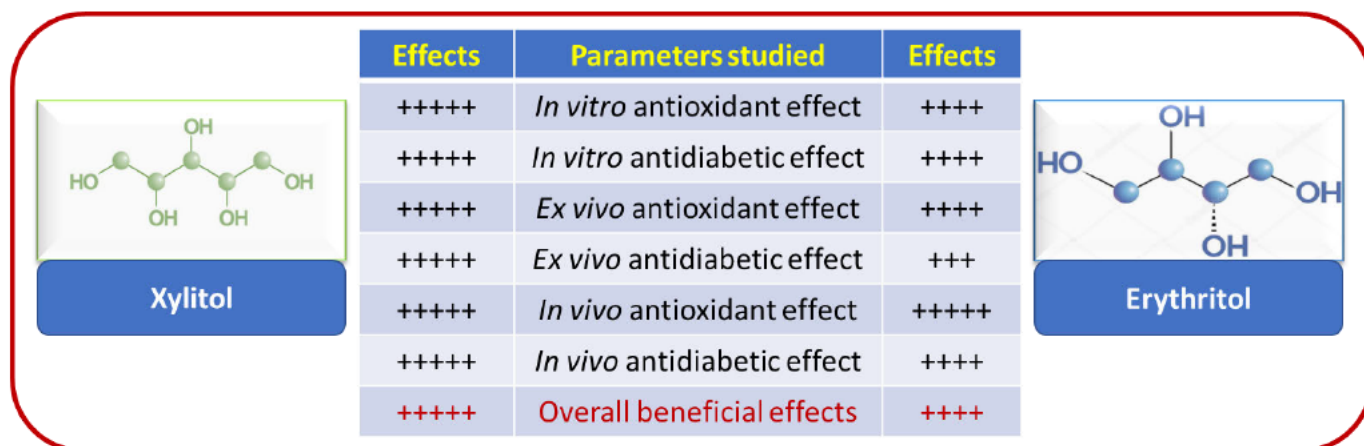 Effects Parameters studied Effects
+++++ In vitro antioxidant effect ++++
+++++ In vitro antidiabetic effect ++++
+++++ Ex vivo antioxidant effect ++++
+++++ Ex vivo antidiabetic effect +++
+++++ In vivo antioxidant effect +++++
+++++ In vivo antidiabetic effect ++++
+++++ Overall beneficial effects ++++
OH
HO OH
OH OH
Xylitol
OH
HO
OH
OH
Erythritol